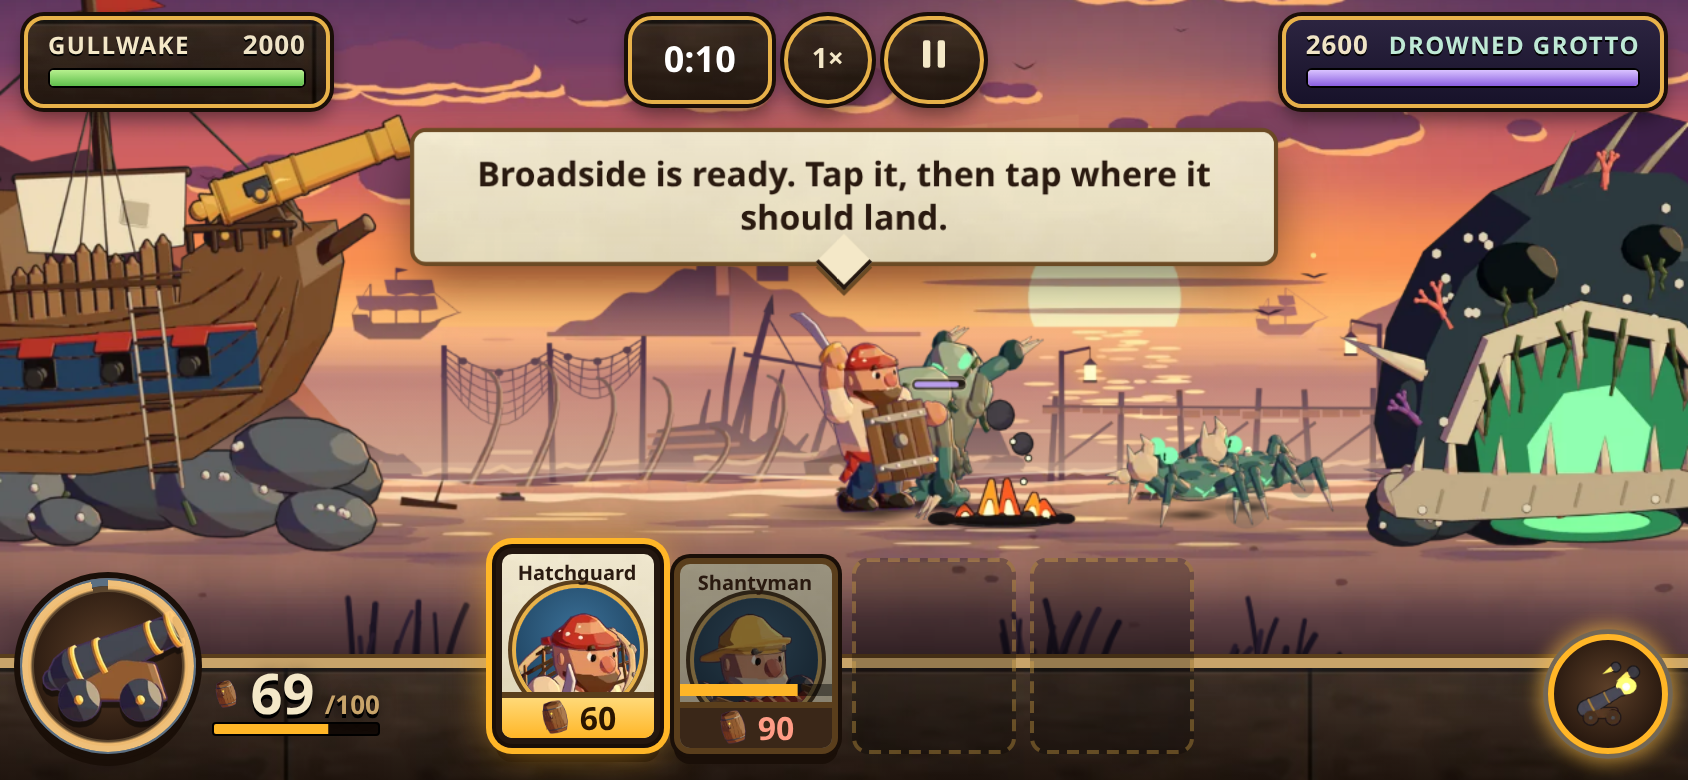 GULLWAKE 2000
0:10
1×
2600 DROWNED GROTTO
Broadside is ready. Tap it, then tap where it
should land.
Hatchguard
60
Shantyman
90
69 /100